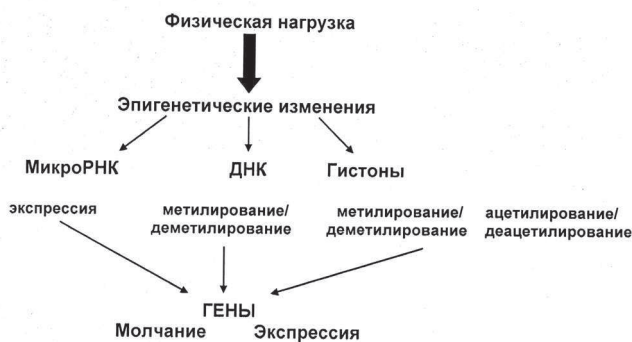 Физическая нагрузка
Эпигенетические изменения
МикроРНК ДНК Гистоны
экспрессия метилирование/ метилирование/ ацетилирование/
деметилирование деметилирование деацетилирование
ГЕНЫ
Молчание Экспрессия